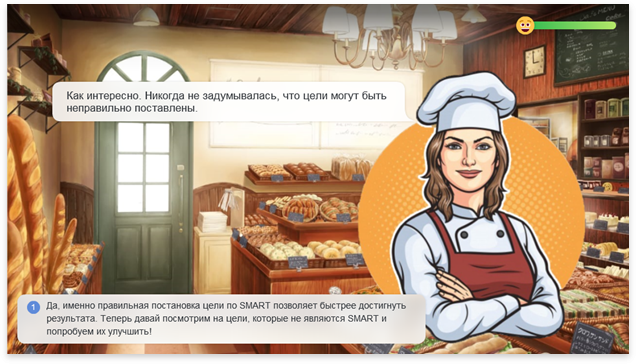 Как интересно. Никогда не задумывалась, что цели могут быть
неправильно поставлены.
1
Да, именно правильная постановка цели по SMART позволяет быстрее достигнуть
результата. Теперь давай посмотрим на цели, которые не являются SMART и
попробуем их улучшить!